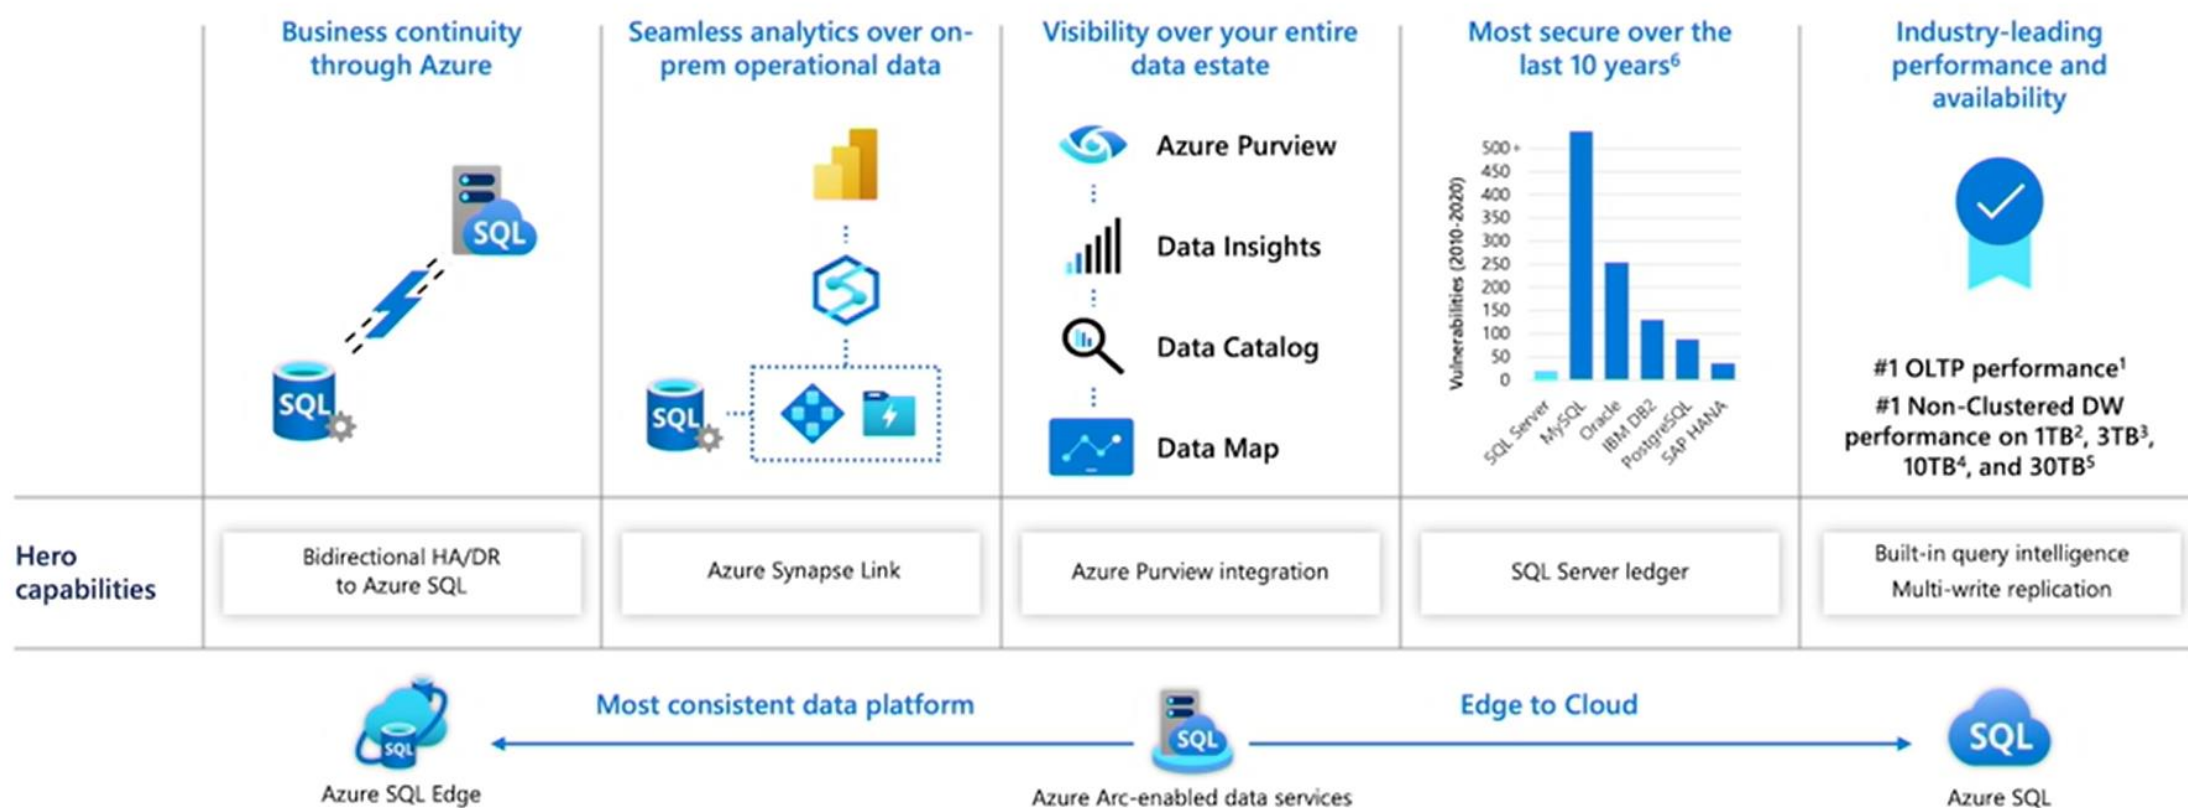 Business continuity
through Azure
SQL
SQL
Seamless analytics over on-
prem operational data
SQL
Visibility over your entire
data estate
Azure Purview
Data Insights
Data Catalog
Data Map
Most secure over the
last 10 years⁶
Vulnerabilities (2010-2020)
500+
450
400
350
300
250
200
150
100
50
0
SQL Server
MySQL
Oracle
IBM DB2
PostgreSQL
SAP HANA
Industry-leading
performance and
availability
#1 OLTP performance¹
#1 Non-Clustered DW
performance on 1TB², 3TB³,
10TB⁴, and 30TB⁵
Hero
capabilities
Bidirectional HA/DR
to Azure SQL
Azure Synapse Link
Azure Purview integration
SQL Server ledger
Built-in query intelligence
Multi-write replication
SQL
Azure SQL Edge
Most consistent data platform
SQL
Azure Arc-enabled data services
Edge to Cloud
SQL
Azure SQL